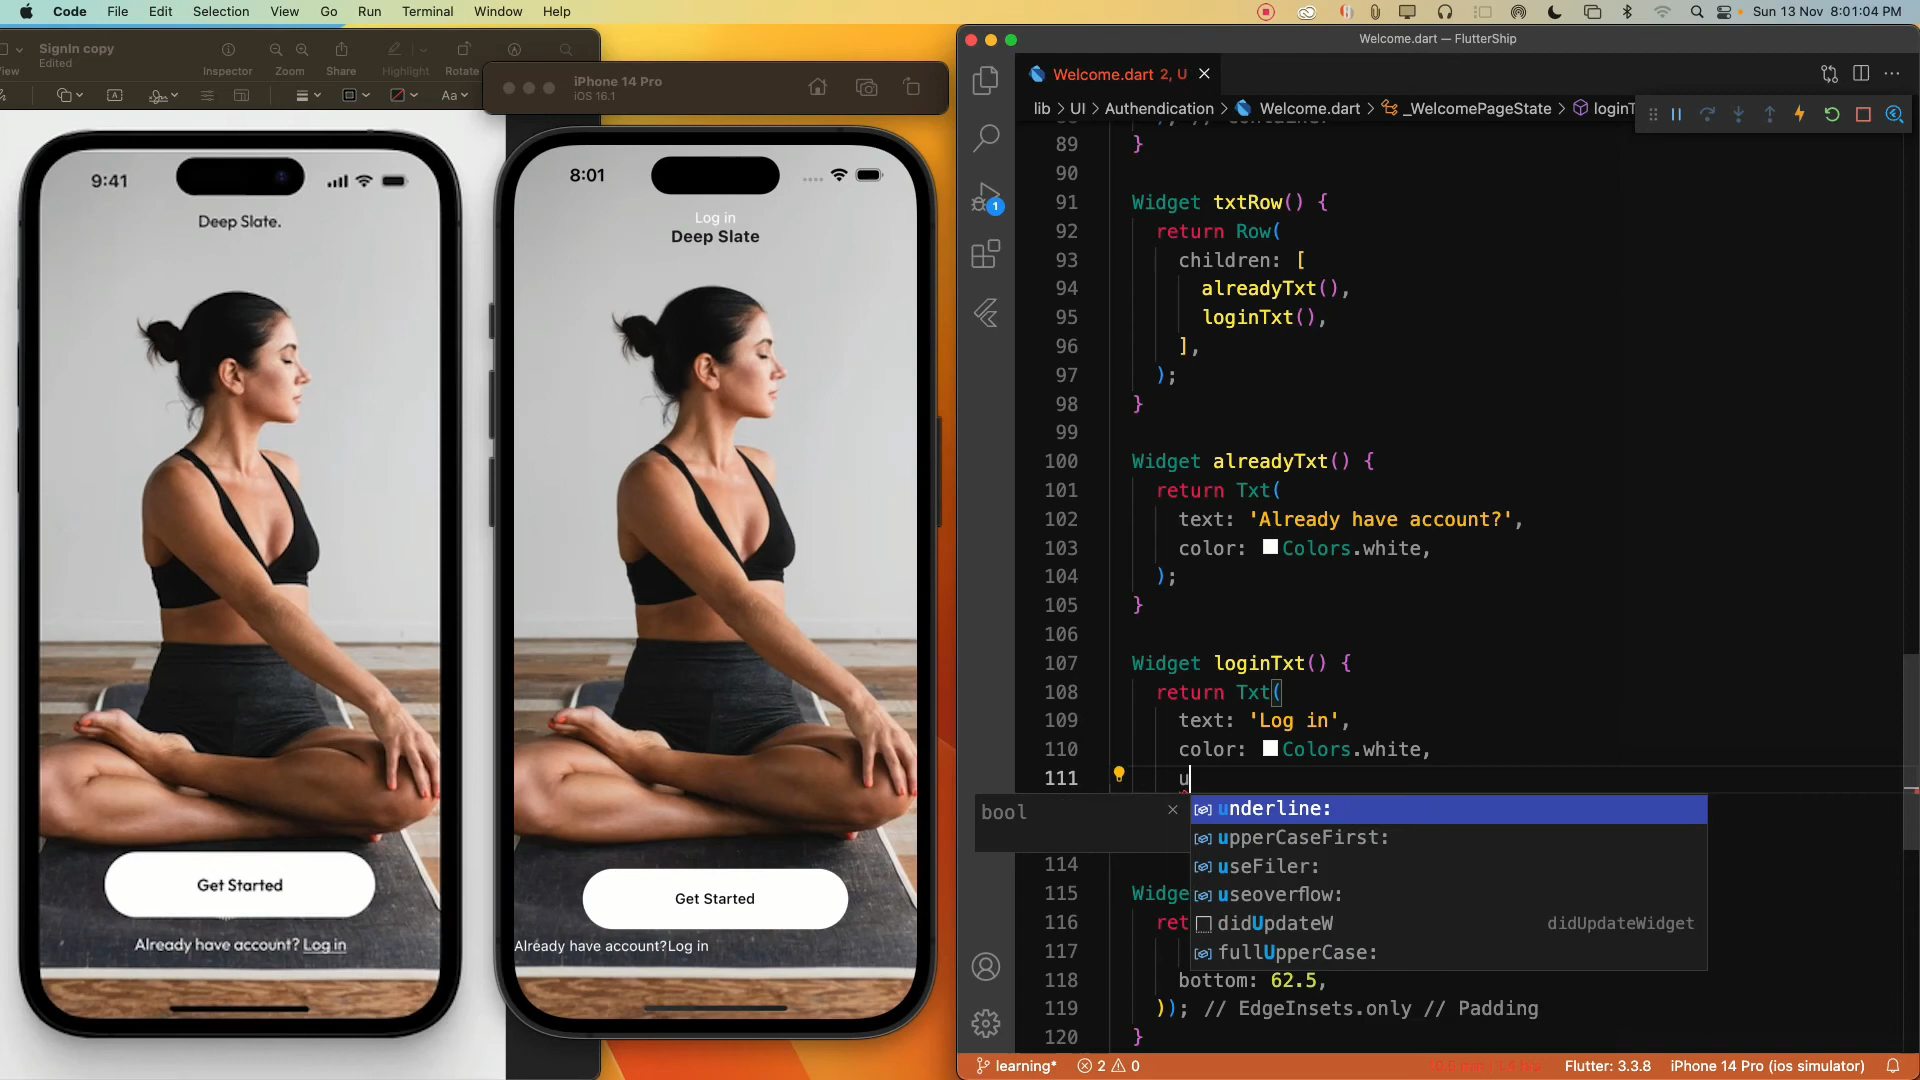 Code File Edit Selection View Go Run Terminal Window Help
Sun 13 Nov 8:01:04 PM
SignIn copy
Edited
Inspector Zoom Share Highlight Rotate
Aa
iPhone 14 Pro
iOS 16.1
9:41
Deep Slate.
Get Started
Already have account? Log in
8:01
Log in
Deep Slate
Get Started
Already have account?Log in
Welcome.dart — FlutterShip
Welcome.dart 2, U
lib > UI > Authendication > Welcome.dart > _WelcomePageState >
1
89 }
90
91 Widget txtRow() {
92 return Row(
93 children: [
94 alreadyTxt(),
95 loginTxt(),
96 ],
97 );
98 }
99
100 Widget alreadyTxt() {
101 return Txt(
102 text: 'Already have account?',
103 color: Colors.white,
104 );
105 }
106
107 Widget loginTxt() {
108 return Txt(
109 text: 'Log in',
110 color: Colors.white,
111 u
bool
underline:
upperCaseFirst:
useFiler:
useoverflow:
didUpdateW didUpdateWidget
fullUpperCase:
114
115 Widge
116 ret
117
118 bottom: 62.5,
119 )); // EdgeInsets.only // Padding
120 }
learning* 2 0
Flutter: 3.3.8 iPhone 14 Pro (ios simulator)